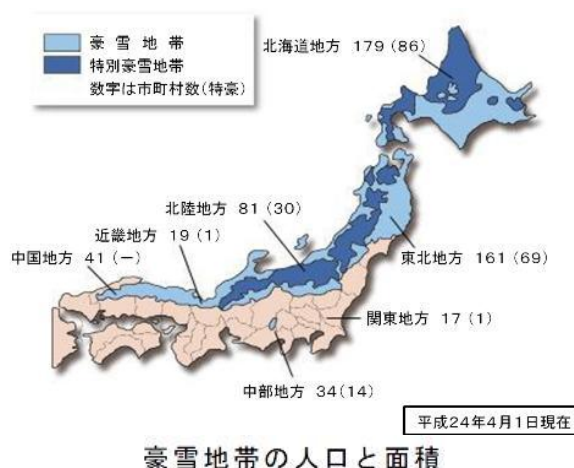 豪雪地帯
特別豪雪地帯
数字は市町村数(特豪)
北海道地方 179(86)
北陸地方 81(30)
近畿地方 19(1)
中国地方 41(－)
東北地方 161(69)
関東地方 17(1)
中部地方 34(14)
平成24年4月1日現在
豪雪地帯の人口と面積